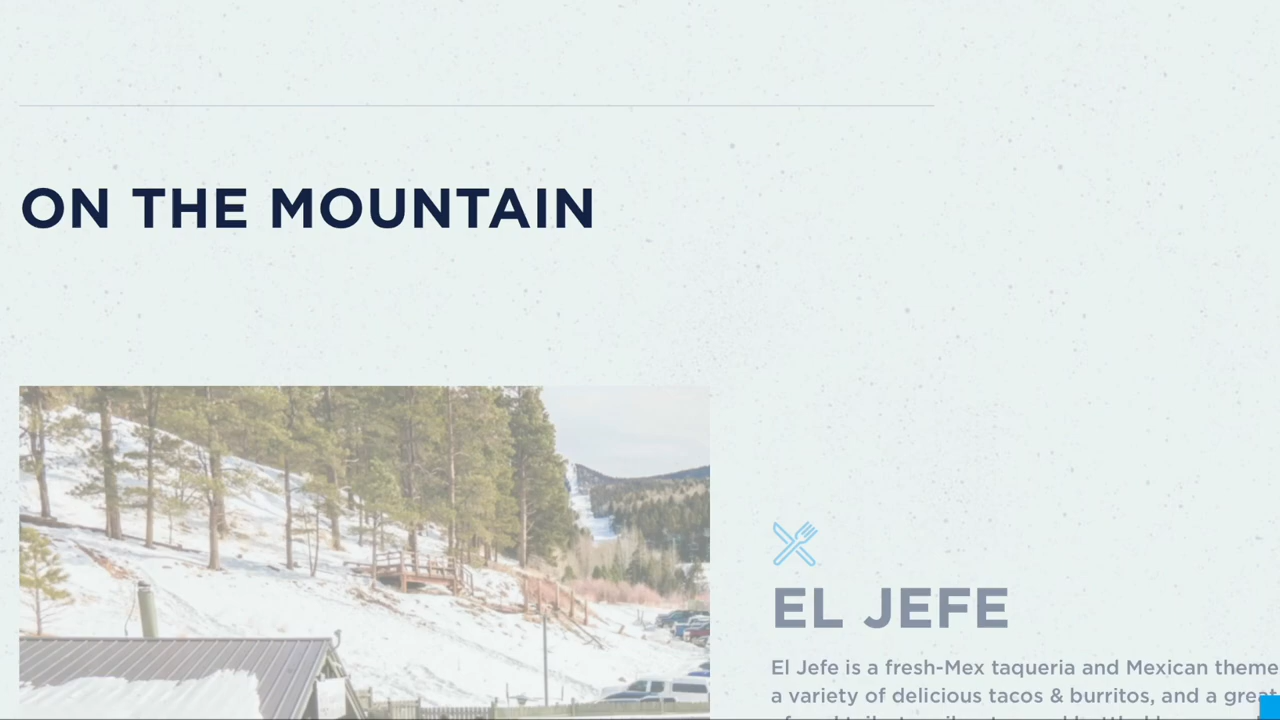 ON THE MOUNTAIN
EL JEFE
El Jefe is a fresh-Mex taqueria and Mexican theme
a variety of delicious tacos & burritos, and a great